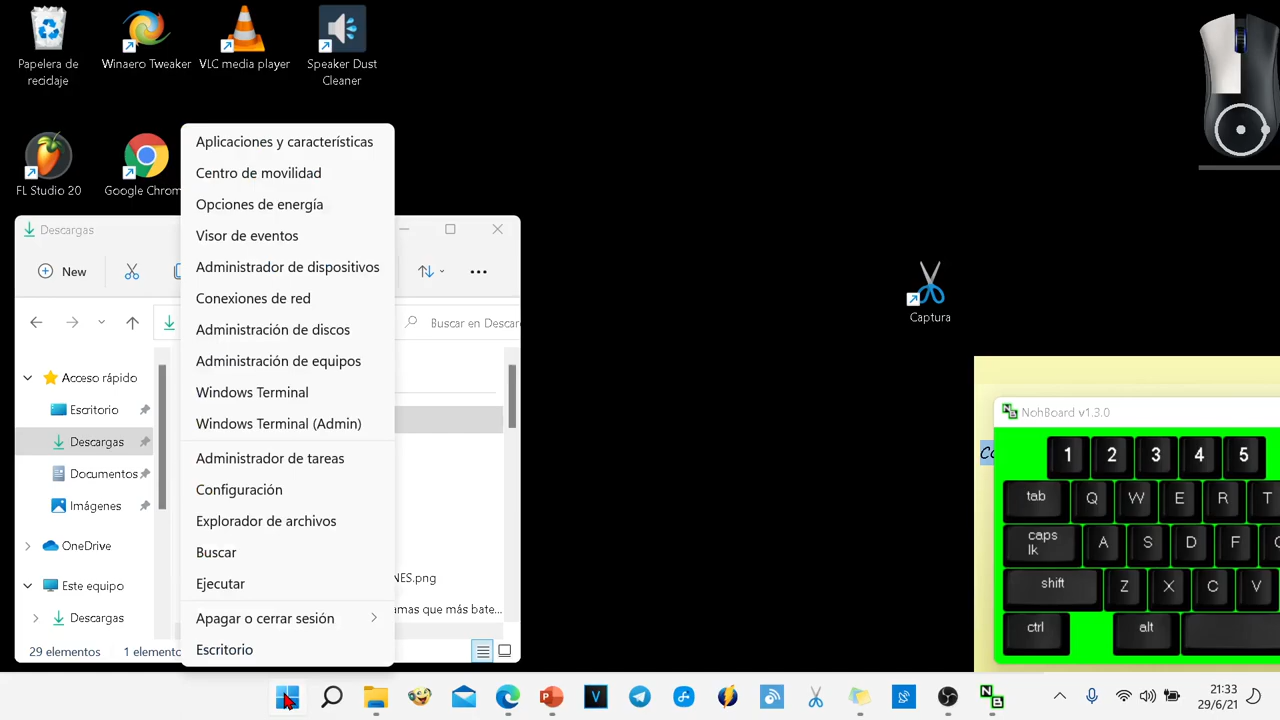 Papelera de
reciclaje
Winaero Tweaker
VLC media player
Speaker Dust
Cleaner
FL Studio 20
Google Chrom
Aplicaciones y características
Centro de movilidad
Opciones de energía
Visor de eventos
Administrador de dispositivos
Conexiones de red
Administración de discos
Administración de equipos
Windows Terminal
Windows Terminal (Admin)
Administrador de tareas
Configuración
Explorador de archivos
Buscar
Ejecutar
Apagar o cerrar sesión
Escritorio
Descargas
New
Buscar en Descar
Acceso rápido
Escritorio
Descargas
Documentos
Imágenes
OneDrive
Este equipo
Descargas
NES.png
amas que más bate...
29 elementos
1 elemento
Captura
NohBoard v1.3.0
1 2 3 4 5
tab Q W E R T
caps
lk
A S D F
shift Z X C V
ctrl alt
21:33
29/6/21